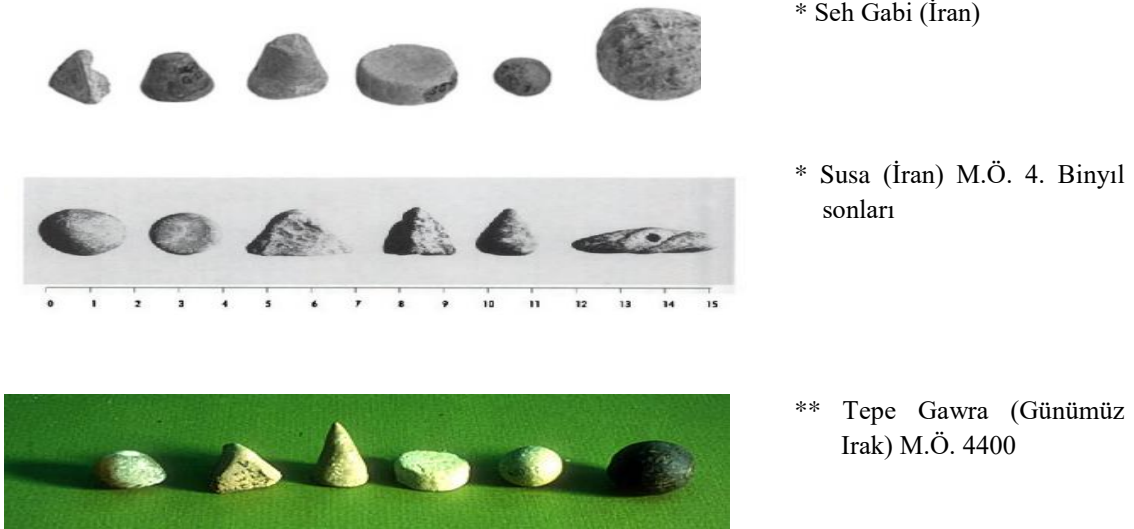 * Seh Gabi (İran)
* Susa (İran) M.Ö. 4. Binyıl
sonları
0 1 2 3 4 5 6 7 8 9 10 11 12 13 14 15
** Tepe Gawra (Günümüz
Irak) M.Ö. 4400